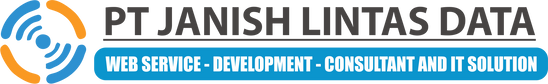 PT JANISH LINTAS DATA
WEB SERVICE - DEVELOPMENT - CONSULTANT AND IT SOLUTION